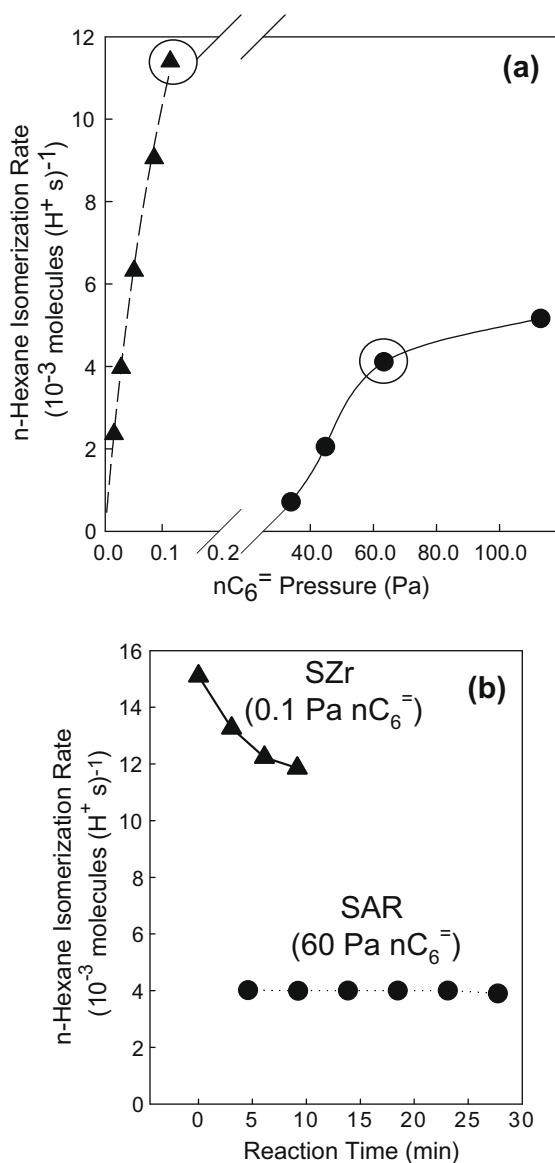 12
10
8
6
4
2
0
n-Hexane Isomerization Rate
(10⁻³ molecules (H⁺ s)⁻¹)
(a)
0.0 0.1 0.2 40.0 60.0 80.0 100.0
nC₆⁼ Pressure (Pa)
16
14
12
10
8
6
4
2
0
n-Hexane Isomerization Rate
(10⁻³ molecules (H⁺ s)⁻¹)
(b)
SZr
(0.1 Pa nC₆⁼)
SAR
(60 Pa nC₆⁼)
0 5 10 15 20 25 30
Reaction Time (min)